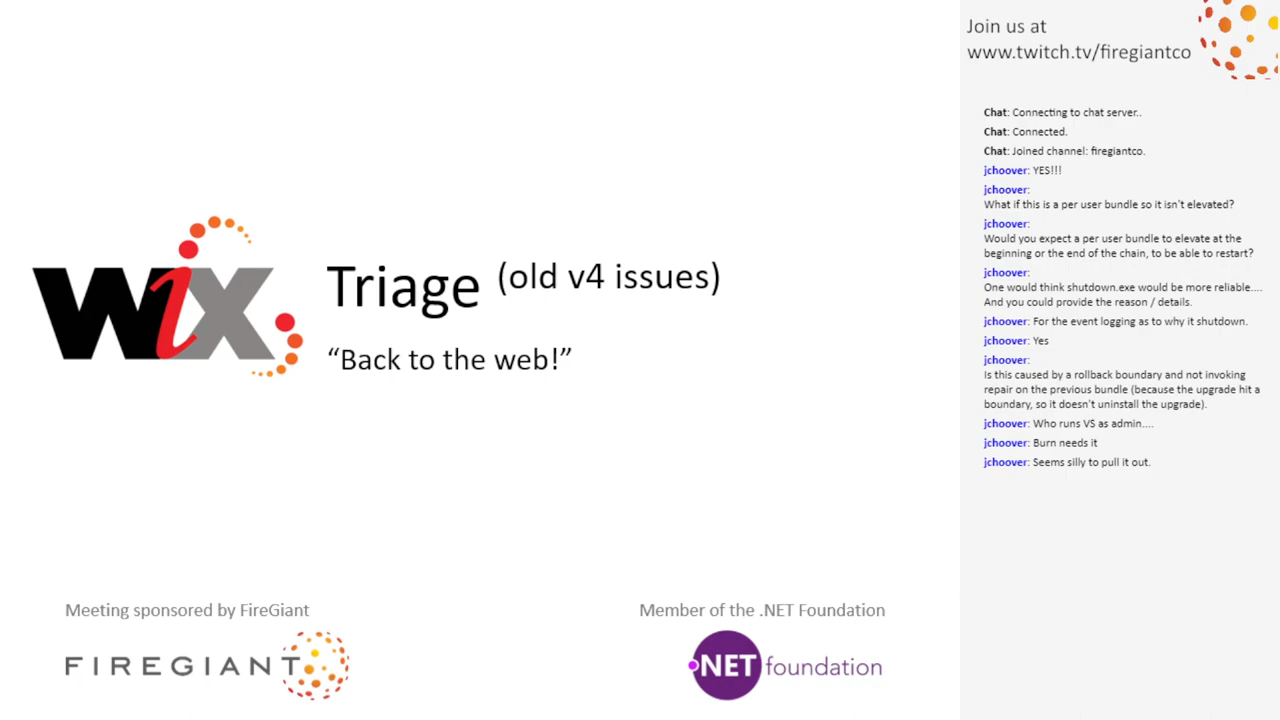 WiX
Triage (old v4 issues)
“Back to the web!”
Meeting sponsored by FireGiant
FIREGIANT
Member of the .NET Foundation
.NET foundation
Join us at
www.twitch.tv/firegiantco
Chat: Connecting to chat server..
Chat: Connected.
Chat: Joined channel: firegiantco.
jchoover: YES!!!
jchoover:
What if this is a per user bundle so it isn't elevated?
jchoover:
Would you expect a per user bundle to elevate at the
beginning or the end of the chain, to be able to restart?
jchoover:
One would think shutdown.exe would be more reliable....
And you could provide the reason / details.
jchoover: For the event logging as to why it shutdown.
jchoover: Yes
jchoover:
Is this caused by a rollback boundary and not invoking
repair on the previous bundle (because the upgrade hit a
boundary, so it doesn't uninstall the upgrade).
jchoover: Who runs VS as admin....
jchoover: Burn needs it
jchoover: Seems silly to pull it out.